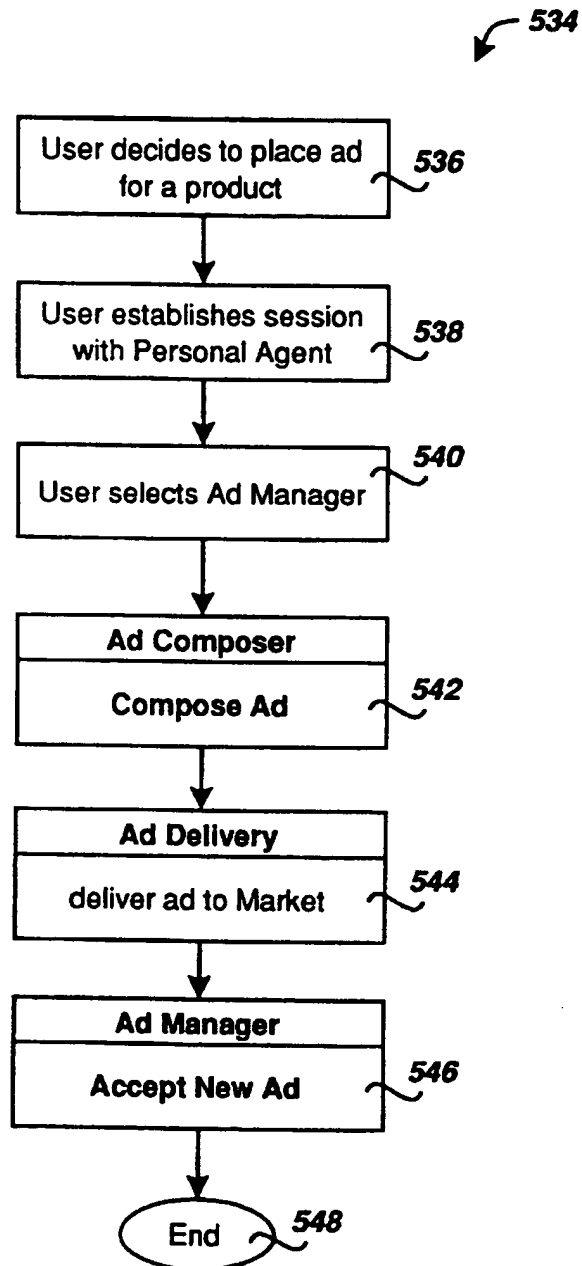 534
User decides to place ad
for a product
536
User establishes session
with Personal Agent
538
540
User selects Ad Manager
Ad Composer
Compose Ad
542
Ad Delivery
deliver ad to Market
544
Ad Manager
Accept New Ad
546
End
548